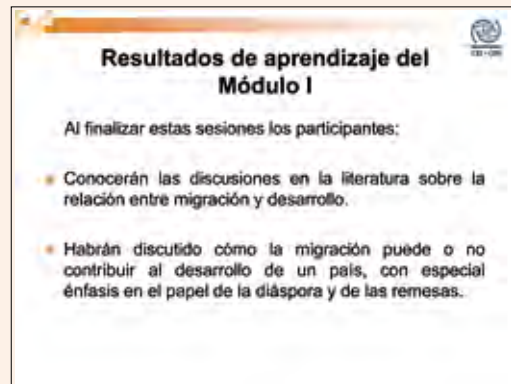 Resultados de aprendizaje del
Módulo I
Al finalizar estas sesiones los participantes:
Conocerán las discusiones en la literatura sobre la
relación entre migración y desarrollo.
Habrán discutido cómo la migración puede o no
contribuir al desarrollo de un país, con especial
énfasis en el papel de la diáspora y de las remesas.